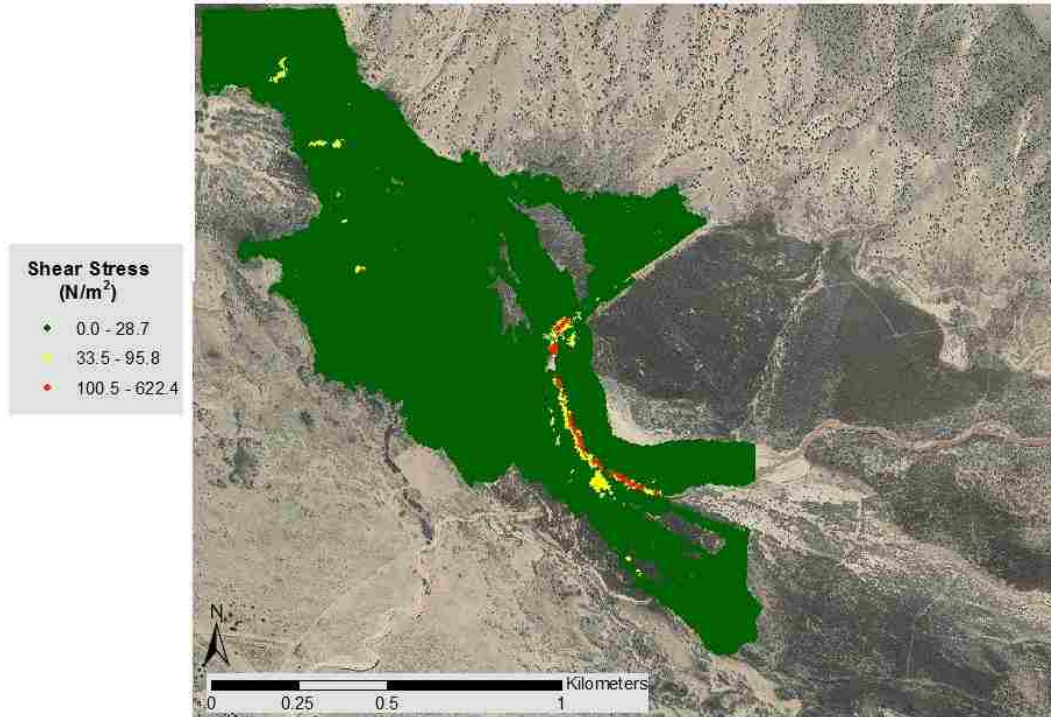 Shear Stress
(N/m²)
0.0 - 28.7
33.5 - 95.8
100.5 - 622.4
N
Kilometers
0 0.25 0.5 1